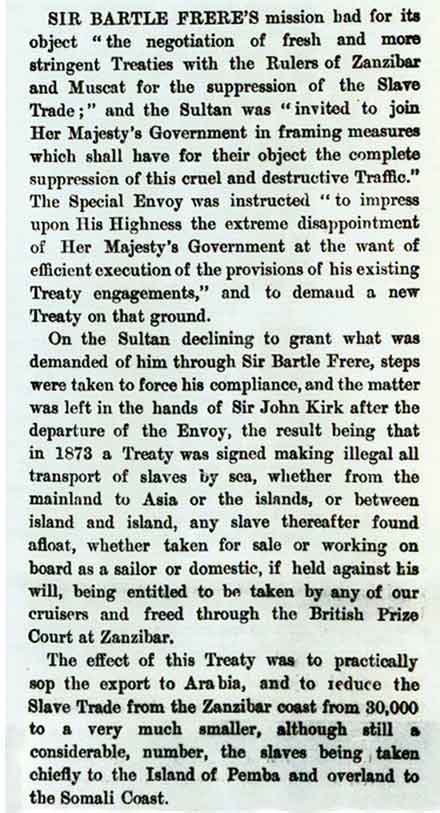 SIR BARTLE FRERE'S mission had for its
object "the negotiation of fresh and more
stringent Treaties with the Rulers of Zanzibar
and Muscat for the suppression of the Slave
Trade;" and the Sultan was "invited to join
Her Majesty's Government in framing measures
which shall have for their object the complete
suppression of this cruel and destructive Traffic."
The Special Envoy was instructed "to impress
upon His Highness the extreme disappointment
of Her Majesty's Government at the want of
efficient execution of the provisions of his existing
Treaty engagements," and to demand a new
Treaty on that ground.
On the Sultan declining to grant what was
demanded of him through Sir Bartle Frere, steps
were taken to force his compliance, and the matter
was left in the hands of Sir John Kirk after the
departure of the Envoy, the result being that
in 1873 a Treaty was signed making illegal all
transport of slaves by sea, whether from the
mainland to Asia or the islands, or between
island and island, any slave thereafter found
afloat, whether taken for sale or working on
board as a sailor or domestic, if held against his
will, being entitled to be taken by any of our
cruisers and freed through the British Prize
Court at Zanzibar.
The effect of this Treaty was to practically
sop the export to Arabia, and to reduce the
Slave Trade from the Zanzibar coast from 30,000
to a very much smaller, although still a
considerable, number, the slaves being taken
chiefly to the Island of Pemba and overland to
the Somali Coast.